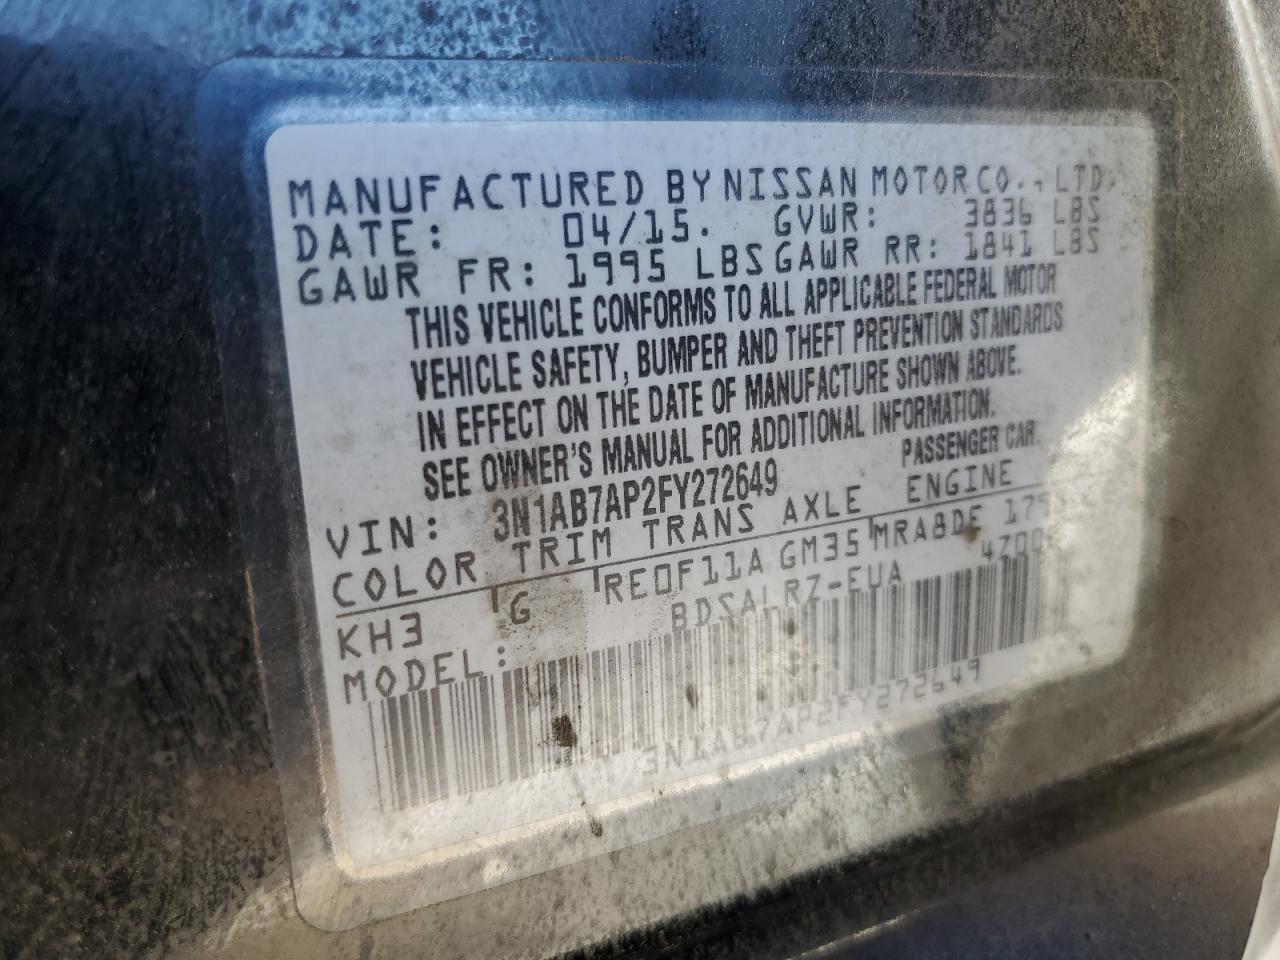 MANUFACTURED BY NISSAN MOTOR CO., LTD.
DATE: 04/15. GVWR: 3836 LBS
GAWR FR: 1995 LBS GAWR RR: 1841 LBS
THIS VEHICLE CONFORMS TO ALL APPLICABLE FEDERAL MOTOR
VEHICLE SAFETY, BUMPER AND THEFT PREVENTION STANDARDS
IN EFFECT ON THE DATE OF MANUFACTURE SHOWN ABOVE.
SEE OWNER'S MANUAL FOR ADDITIONAL INFORMATION.
VIN: 3N1AB7AP2FY272649 PASSENGER CAR.
COLOR TRIM TRANS AXLE ENGINE
KH3 G RE0F11A GM35 MRA8DE
MODEL: BDSALRZ-EUA
3N1AB7AP2FY272649